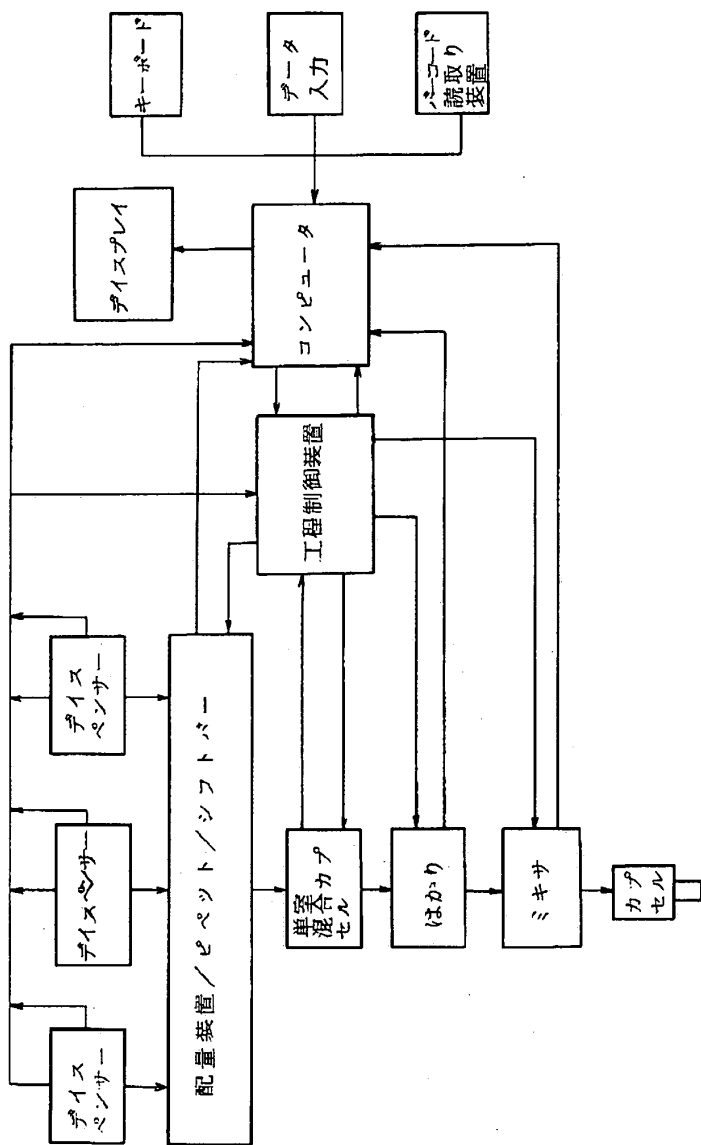 キーボード
データ
入力
バーコード
読取り
装置
デイスプレイ
コンピュータ
工程制御装置
デイス
ペンサー
デイスペンサー
デイス
ペンサー
配量装置/ピペット/シフトバー
単室
混合カプ
セル
はかり
ミキサ
カプ
セル